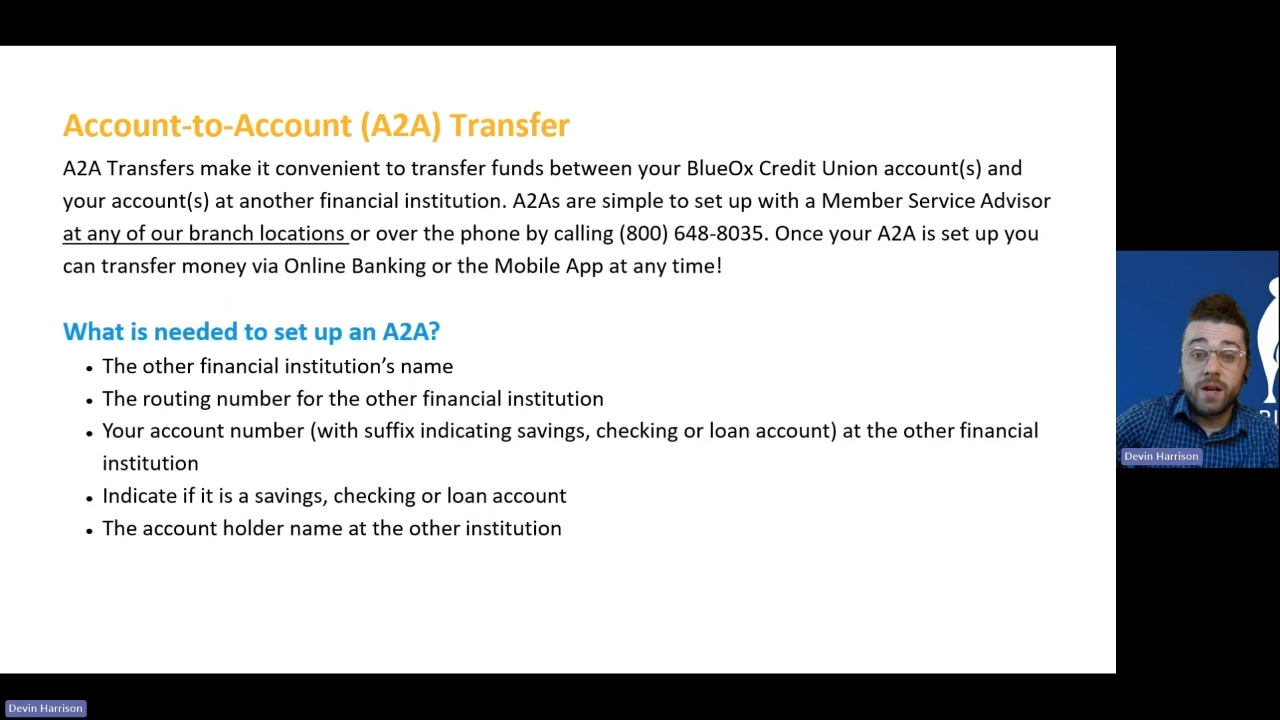 Account-to-Account (A2A) Transfer
A2A Transfers make it convenient to transfer funds between your BlueOx Credit Union account(s) and
your account(s) at another financial institution. A2As are simple to set up with a Member Service Advisor
at any of our branch locations or over the phone by calling (800) 648-8035. Once your A2A is set up you
can transfer money via Online Banking or the Mobile App at any time!
What is needed to set up an A2A?
• The other financial institution’s name
• The routing number for the other financial institution
• Your account number (with suffix indicating savings, checking or loan account) at the other financial
institution
• Indicate if it is a savings, checking or loan account
• The account holder name at the other institution
Devin Harrison
Devin Harrison